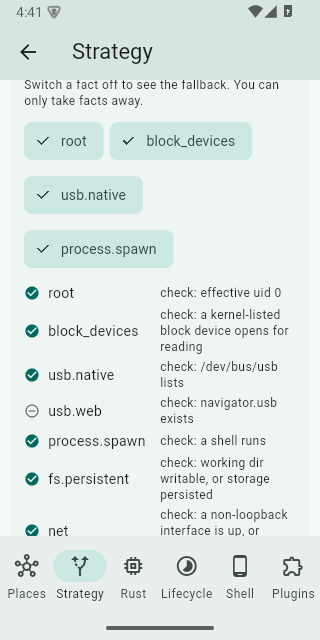 4:41
Strategy
Switch a fact off to see the fallback. You can
only take facts away.
root
block_devices
usb.native
process.spawn
root
check: effective uid 0
block_devices
check: a kernel-listed
block device opens for
reading
usb.native
check: /dev/bus/usb
lists
usb.web
check: navigator.usb
exists
process.spawn
check: a shell runs
fs.persistent
check: working dir
writable, or storage
persisted
net
check: a non-loopback
interface is up, or
Places
Strategy
Rust
Lifecycle
Shell
Plugins